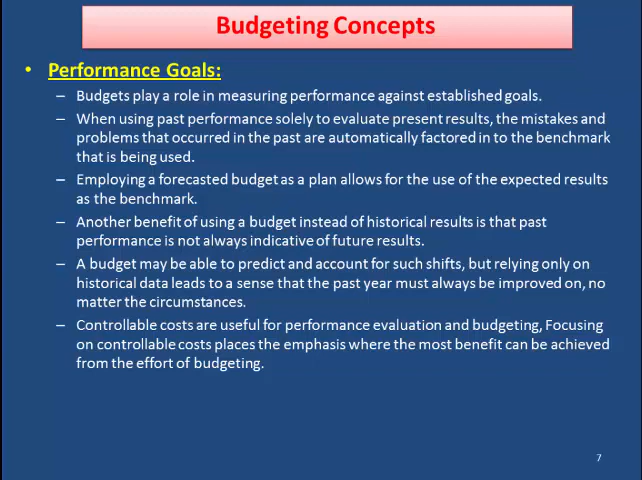 Budgeting Concepts
• Performance Goals:
– Budgets play a role in measuring performance against established goals.
– When using past performance solely to evaluate present results, the mistakes and
problems that occurred in the past are automatically factored in to the benchmark
that is being used.
– Employing a forecasted budget as a plan allows for the use of the expected results
as the benchmark.
– Another benefit of using a budget instead of historical results is that past
performance is not always indicative of future results.
– A budget may be able to predict and account for such shifts, but relying only on
historical data leads to a sense that the past year must always be improved on, no
matter the circumstances.
– Controllable costs are useful for performance evaluation and budgeting, Focusing
on controllable costs places the emphasis where the most benefit can be achieved
from the effort of budgeting.
7